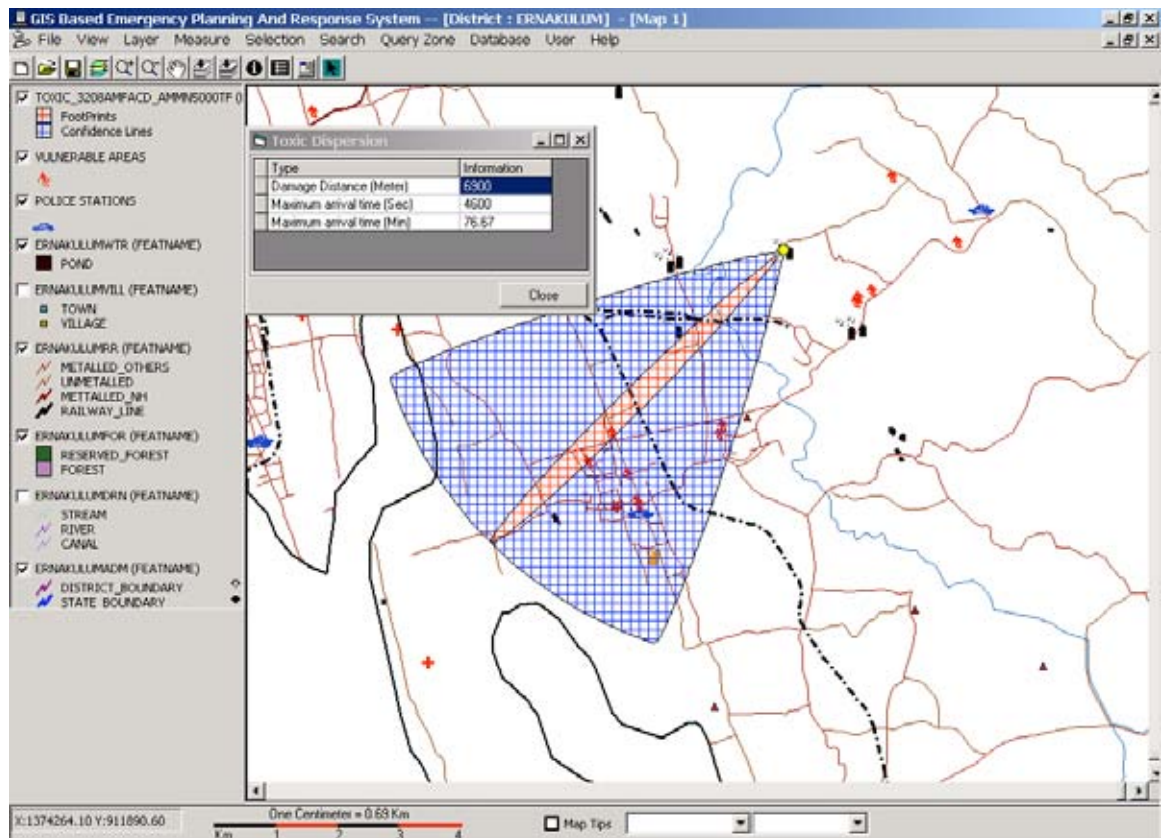 GIS Based Emergency Planning And Response System -- [District : ERNAKULUM] - [Map 1]
File View Layer Measure Selection Search Query Zone Database User Help
TOXIC_3208AMFACD_AMMN5000TF 0
FootPrints
Confidence Lines
VULNERABLE AREAS
POLICE STATIONS
ERNAKULUMWTR (FEATNAME)
POND
ERNAKULUMVILL (FEATNAME)
TOWN
VILLAGE
ERNAKULUMRR (FEATNAME)
METALLED_OTHERS
UNMETALLED
METTALLED_NH
RAILWAY_LINE
ERNAKULUMFOR (FEATNAME)
RESERVED_FOREST
FOREST
ERNAKULUMDRN (FEATNAME)
STREAM
RIVER
CANAL
ERNAKULUMADM (FEATNAME)
DISTRICT_BOUNDARY
STATE BOUNDARY
Toxic Dispersion
Type Information
Damage Distance (Meter) 6900
Maximum arrival time (Sec) 4600
Maximum arrival time (Min) 76.67
Close
X:1374264.10 Y:911890.60
One Centimeter = 0.69 Km
Km 1 2 3 4
Map Tips